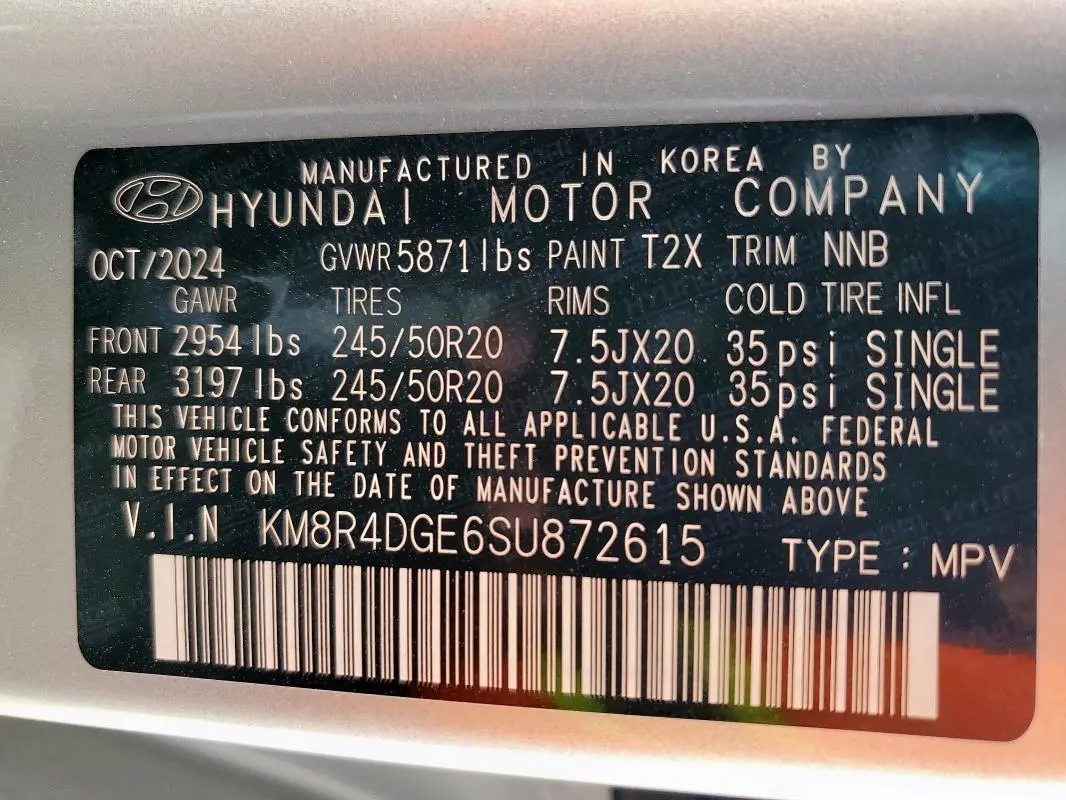 MANUFACTURED IN KOREA BY
HYUNDAI MOTOR COMPANY
OCT/2024 GVWR 5871lbs PAINT T2X TRIM NNB
GAWR TIRES RIMS COLD TIRE INFL
FRONT 2954 lbs 245/50R20 7.5JX20 35psi SINGLE
REAR 3197 lbs 245/50R20 7.5JX20 35psi SINGLE
THIS VEHICLE CONFORMS TO ALL APPLICABLE U.S.A. FEDERAL
MOTOR VEHICLE SAFETY AND THEFT PREVENTION STANDARDS
IN EFFECT ON THE DATE OF MANUFACTURE SHOWN ABOVE
V.I.N KM8R4DGE6SU872615 TYPE : MPV